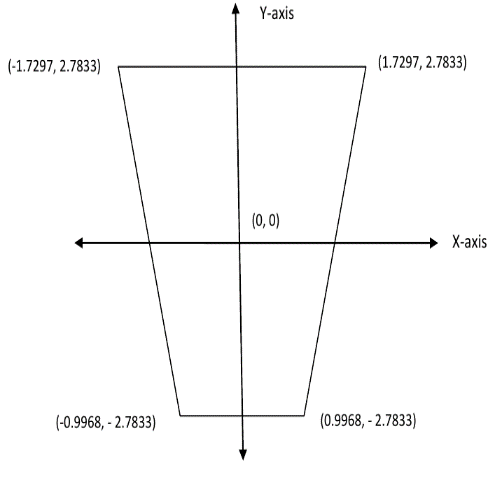 Y-axis
(-1.7297, 2.7833)
(1.7297, 2.7833)
(0, 0)
X-axis
(-0.9968, - 2.7833)
(0.9968, - 2.7833)